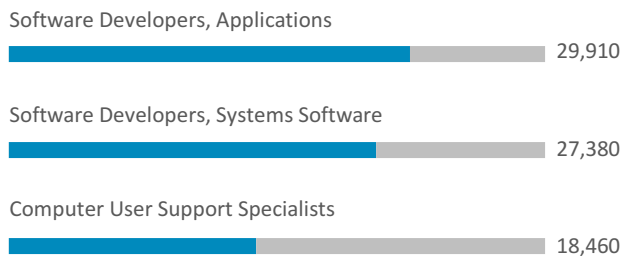 Software Developers, Applications
29,910
Software Developers, Systems Software
27,380
Computer User Support Specialists
18,460